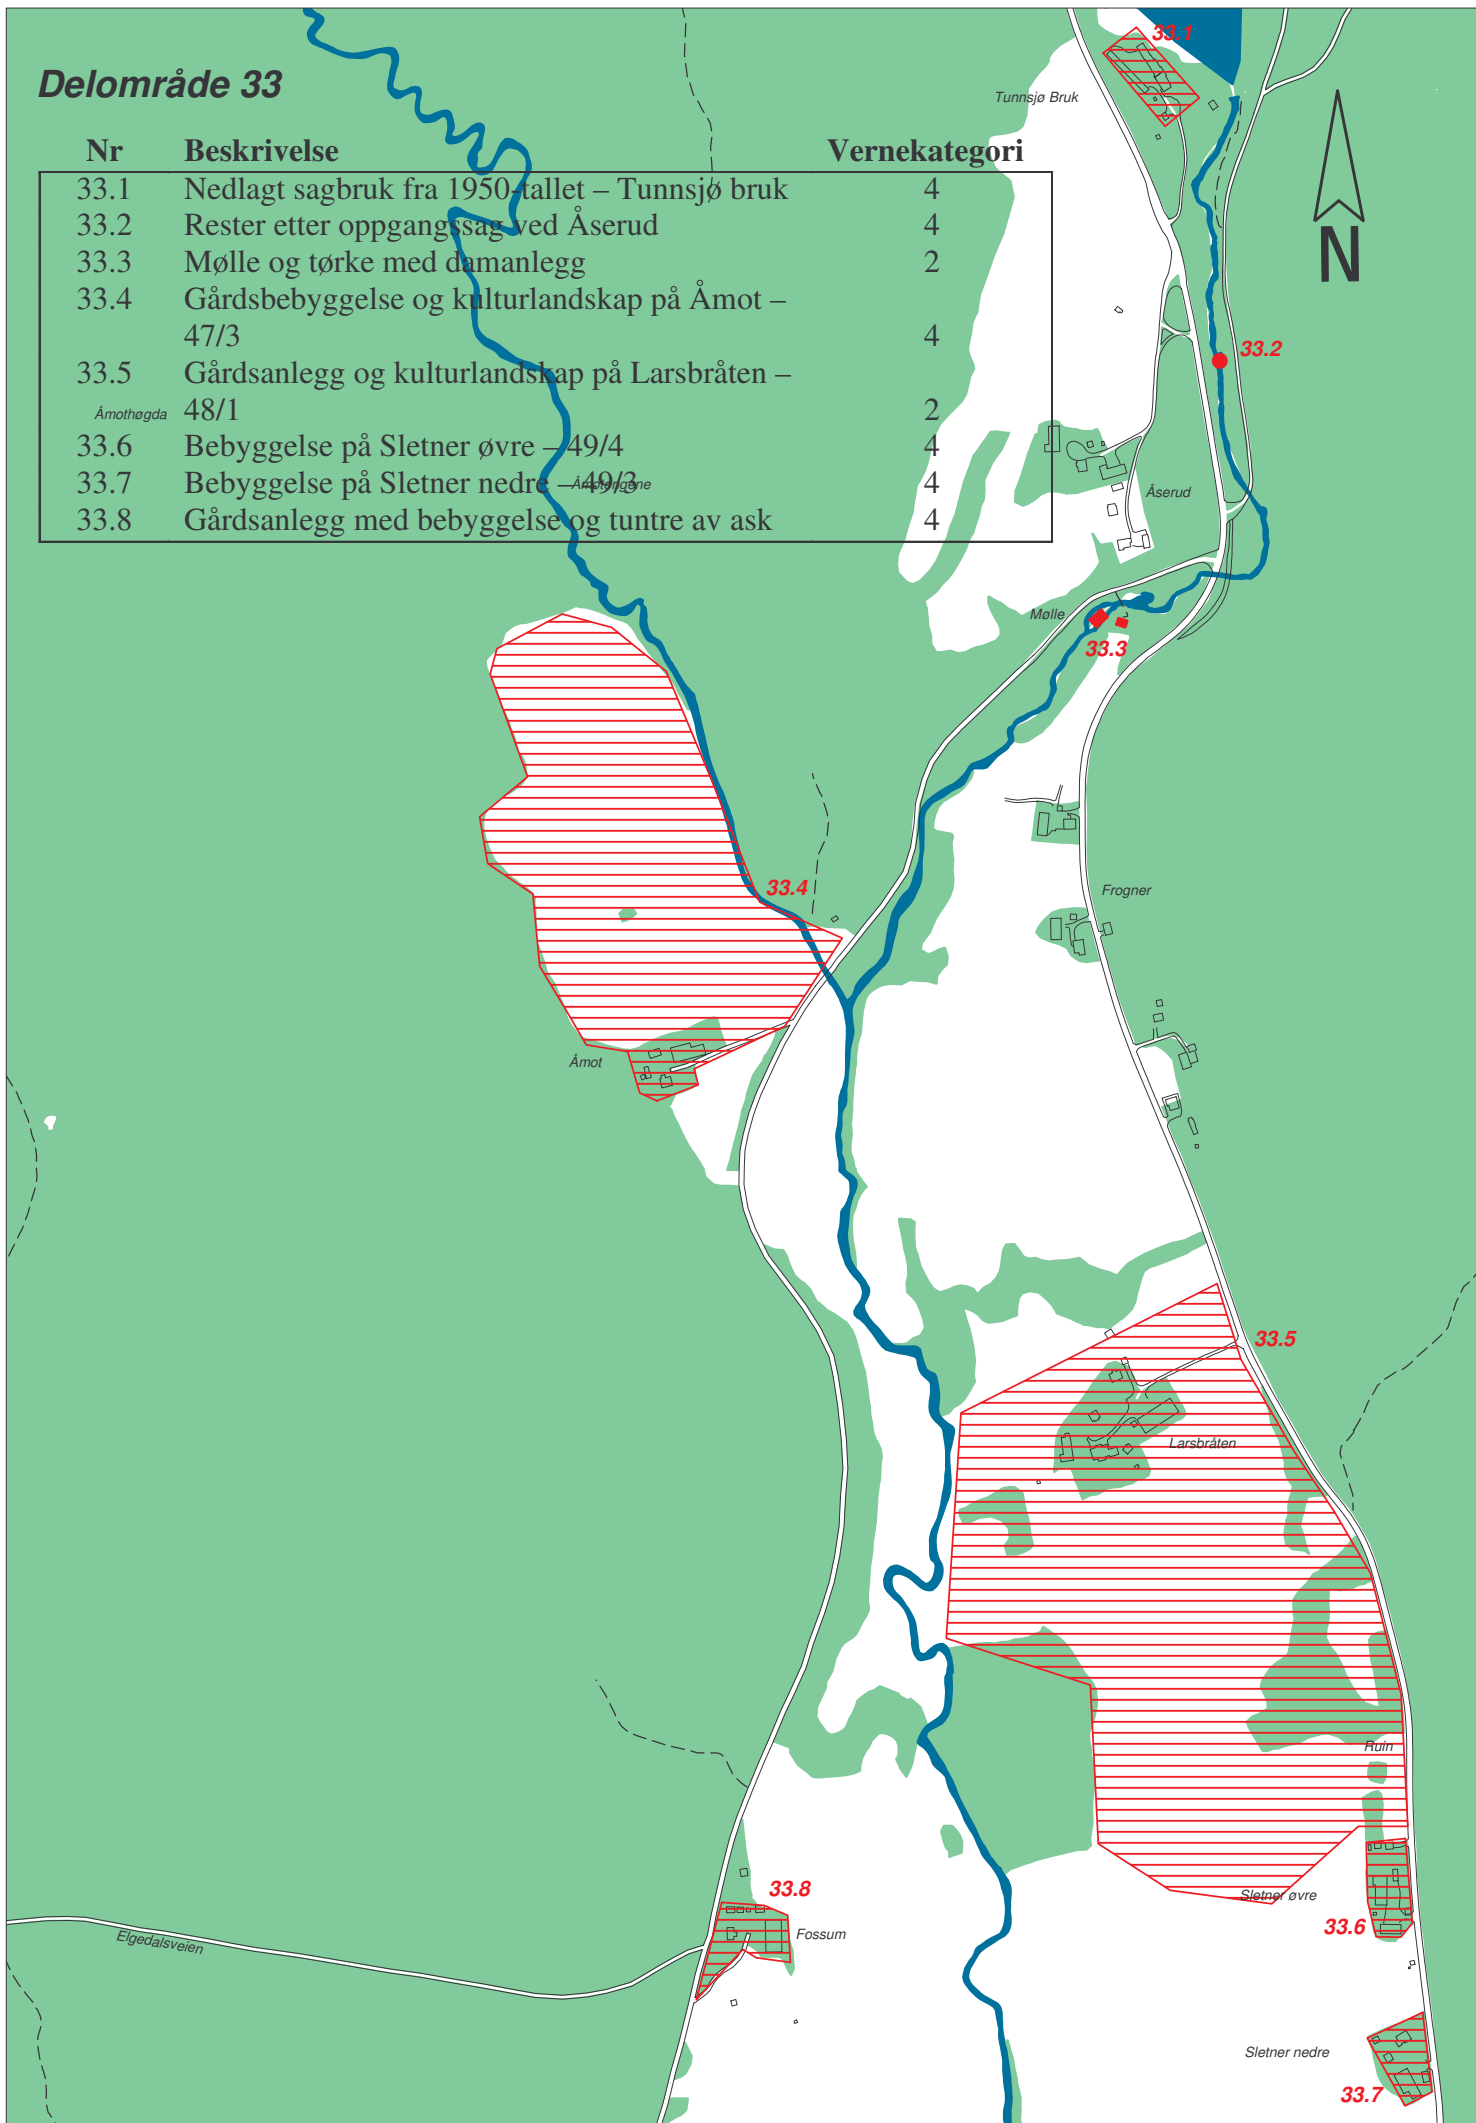 Delområde 33
Nr Beskrivelse Vernekategori
33.1 Nedlagt sagbruk fra 1950-tallet – Tunnsjø bruk 4
33.2 Rester etter oppgangssag ved Åserud 4
33.3 Mølle og tørke med damanlegg 2
33.4 Gårdsbebyggelse og kulturlandskap på Åmot –
47/3 4
33.5 Gårdsanlegg og kulturlandskap på Larsbråten –
48/1 2
33.6 Bebyggelse på Sletner øvre – 49/4 4
33.7 Bebyggelse på Sletner nedre – 49/3 4
33.8 Gårdsanlegg med bebyggelse og tuntre av ask 4
Åmothøgda
Åmotengene
33.1
Tunnsjø Bruk
N
33.2
Åserud
Mølle
33.3
33.4
Frogner
Åmot
33.5
Larsbråten
Ruin
33.8
Sletner øvre
33.6
Fossum
Elgedalsveien
Sletner nedre
33.7